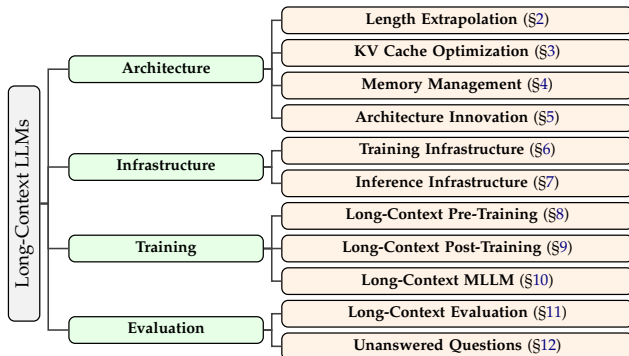 Long-Context LLMs
Architecture
Length Extrapolation (§2)
KV Cache Optimization (§3)
Memory Management (§4)
Architecture Innovation (§5)
Infrastructure
Training Infrastructure (§6)
Inference Infrastructure (§7)
Training
Long-Context Pre-Training (§8)
Long-Context Post-Training (§9)
Long-Context MLLM (§10)
Evaluation
Long-Context Evaluation (§11)
Unanswered Questions (§12)